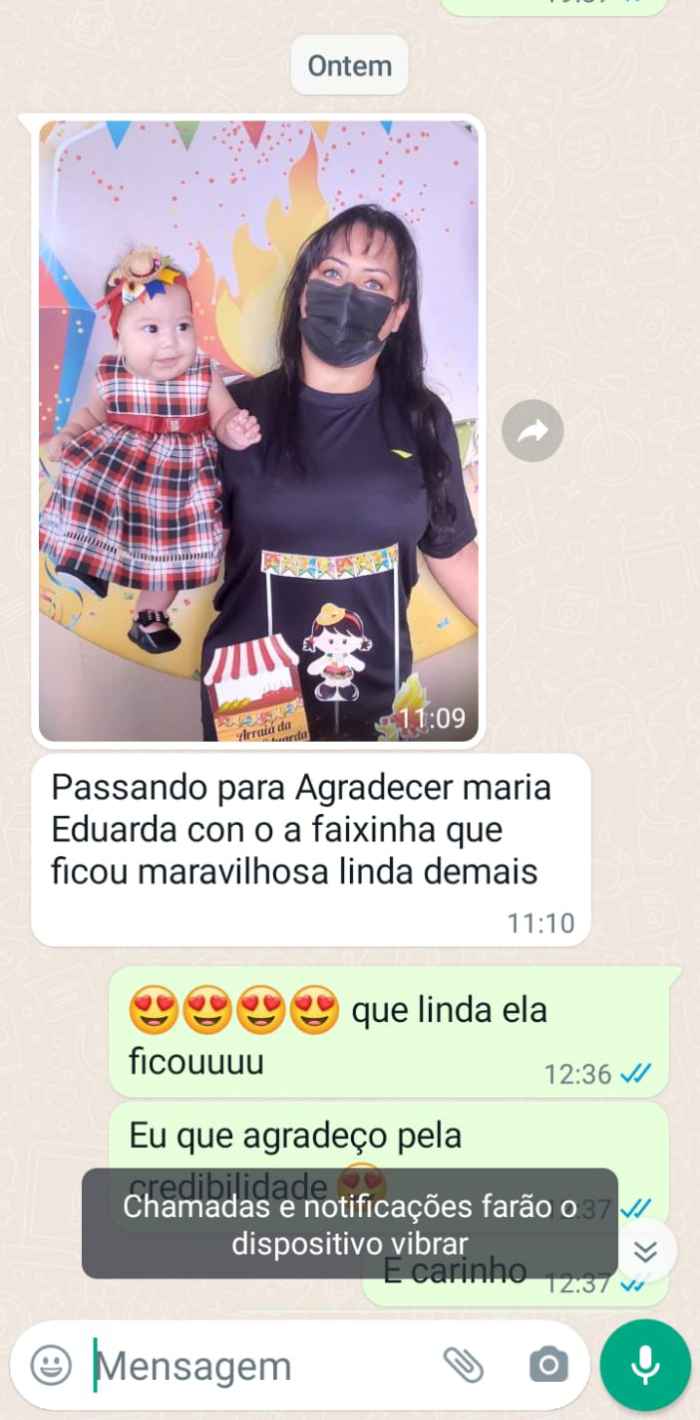 Ontem
Arraía da
11:09
Passando para Agradecer maria
Eduarda con o a faixinha que
ficou maravilhosa linda demais
11:10
😍😍😍😍 que linda ela
ficouuuu
12:36
Eu que agradeço pela
credibilidade 😍
12:37
Chamadas e notificações farão o
dispositivo vibrar
E carinho 12:37
Mensagem